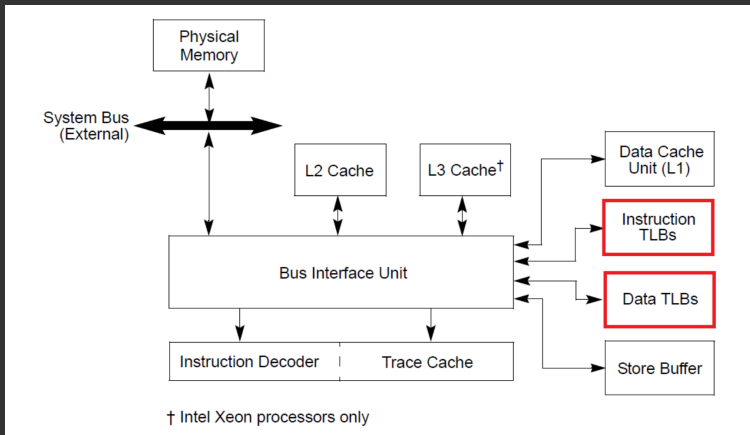 Physical
Memory
System Bus
(External)
L2 Cache
L3 Cache†
Data Cache
Unit (L1)
Instruction
TLBs
Bus Interface Unit
Data TLBs
Instruction Decoder
Trace Cache
Store Buffer
† Intel Xeon processors only